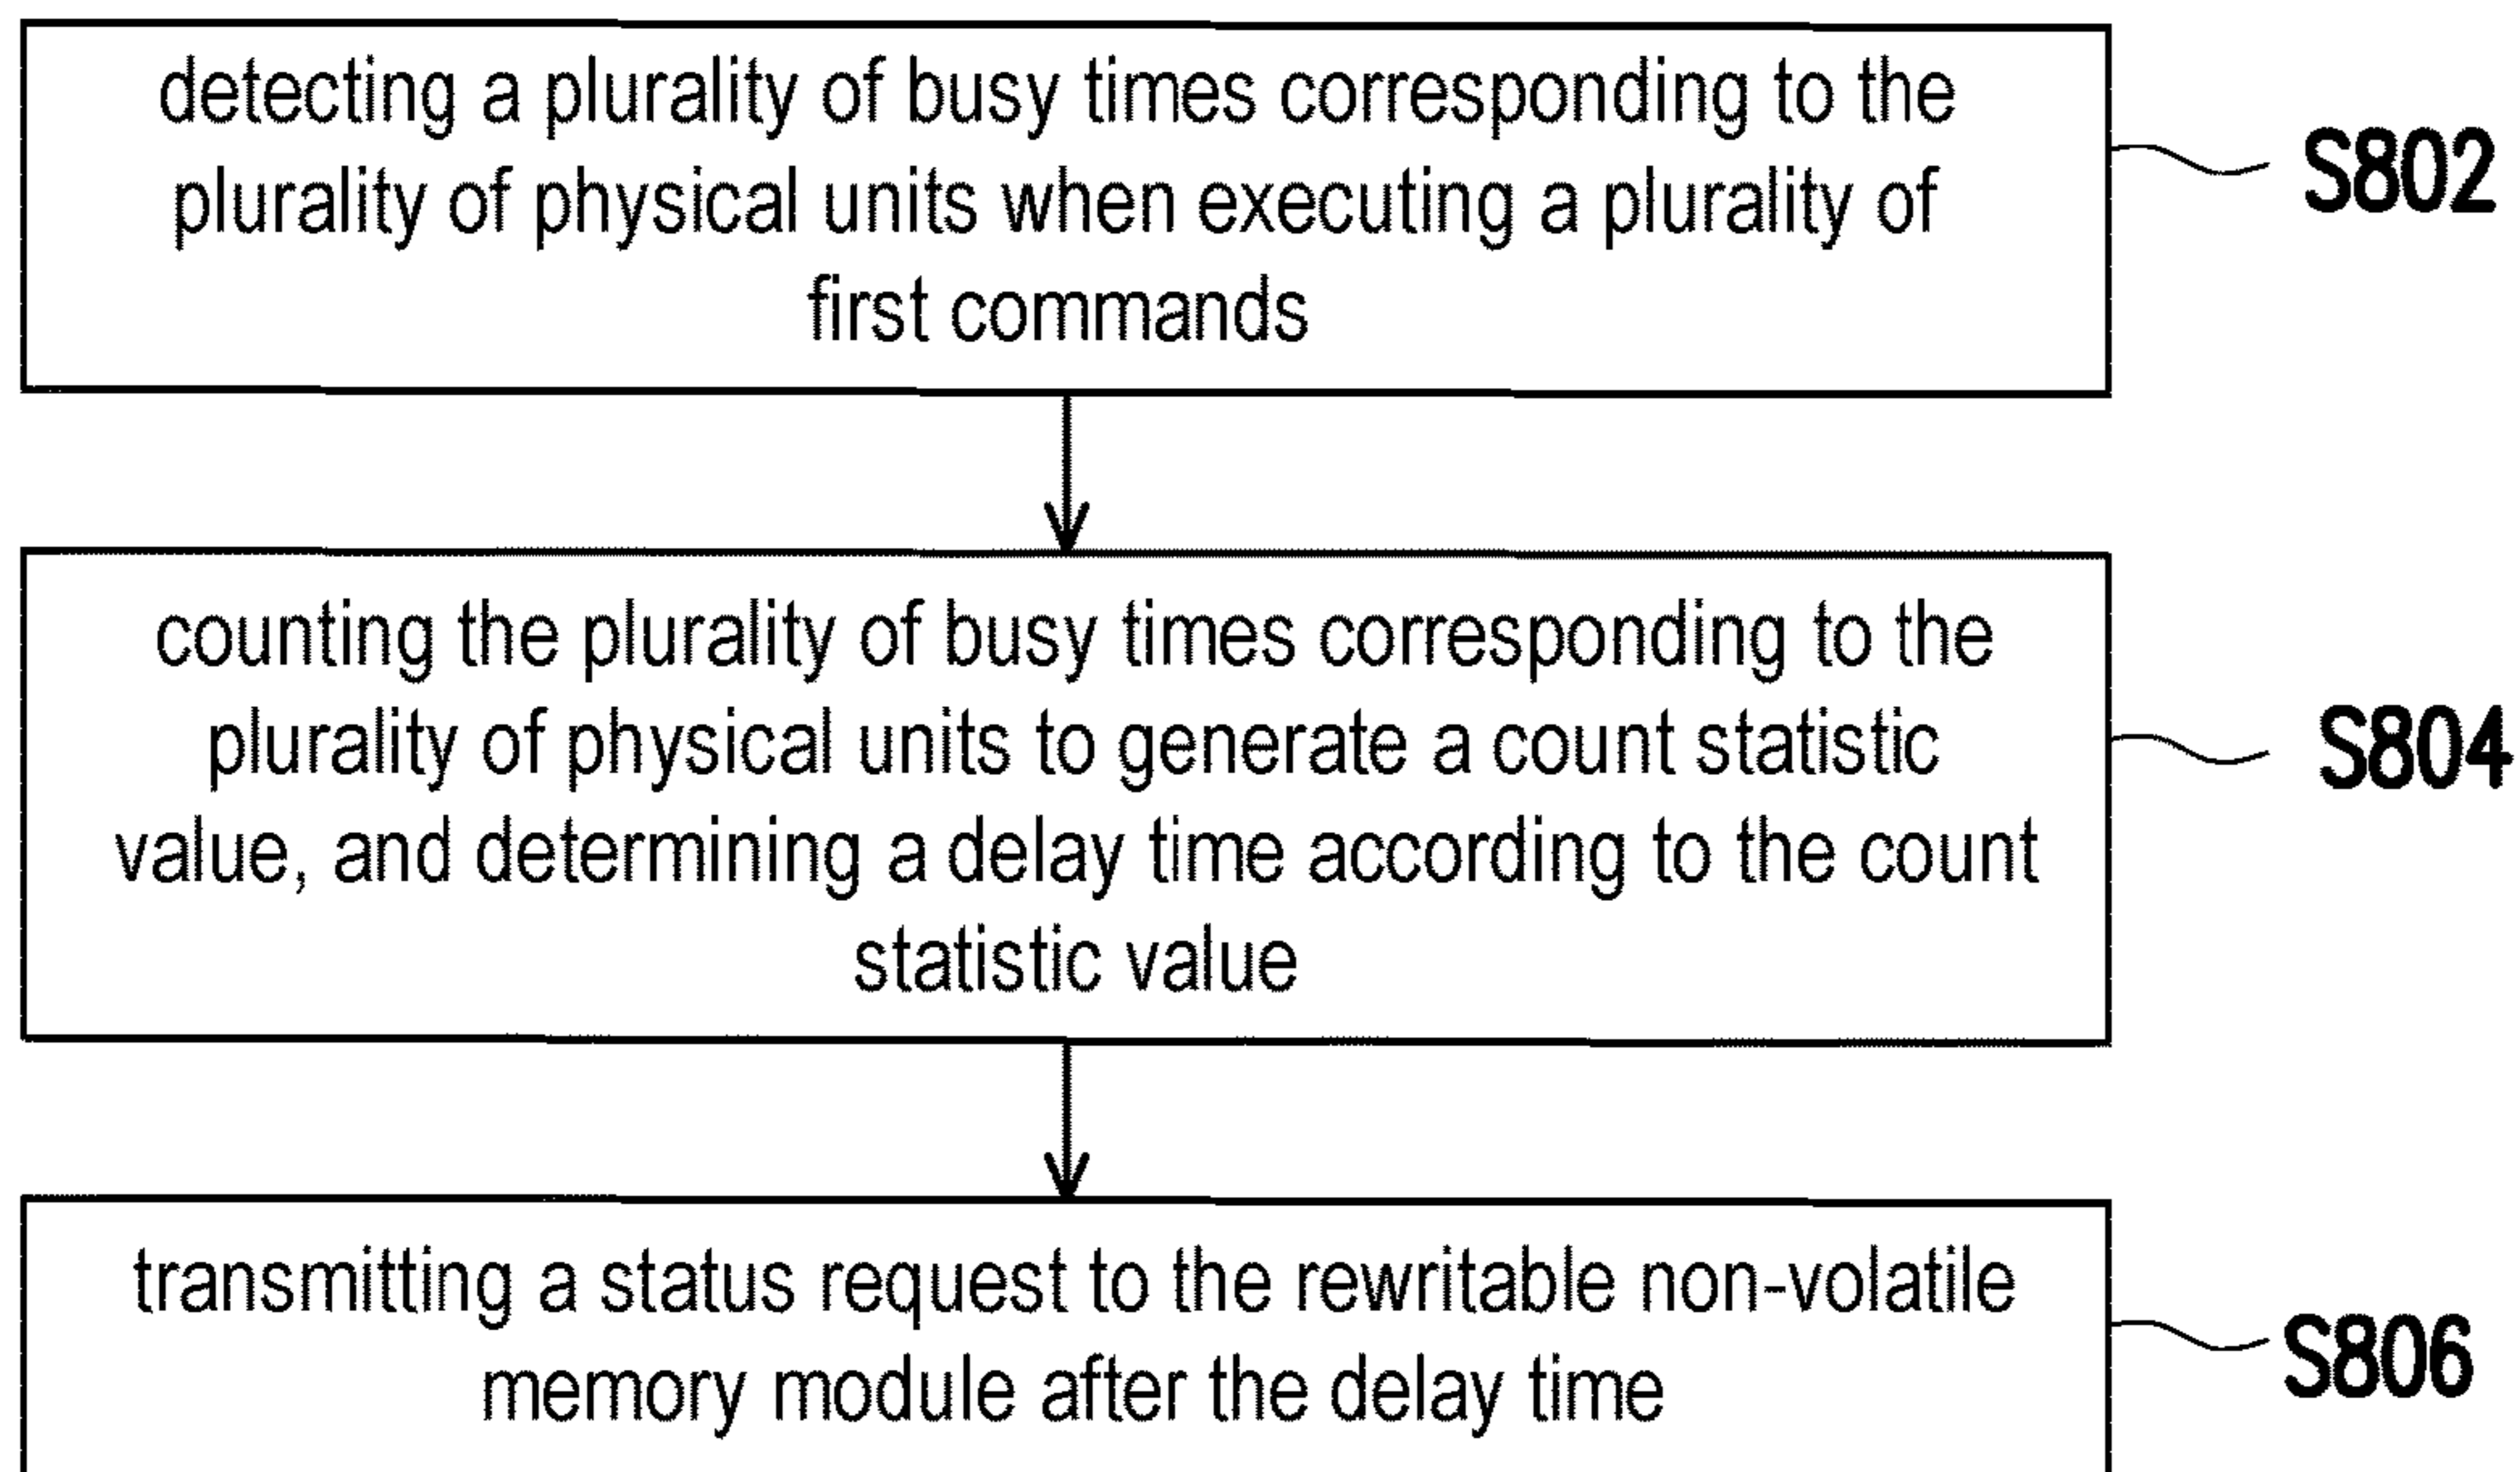 detecting a plurality of busy times corresponding to the
plurality of physical units when executing a plurality of
first commands
S802
counting the plurality of busy times corresponding to the
plurality of physical units to generate a count statistic
value, and determining a delay time according to the count
statistic value
S804
transmitting a status request to the rewritable non-volatile
memory module after the delay time
S806